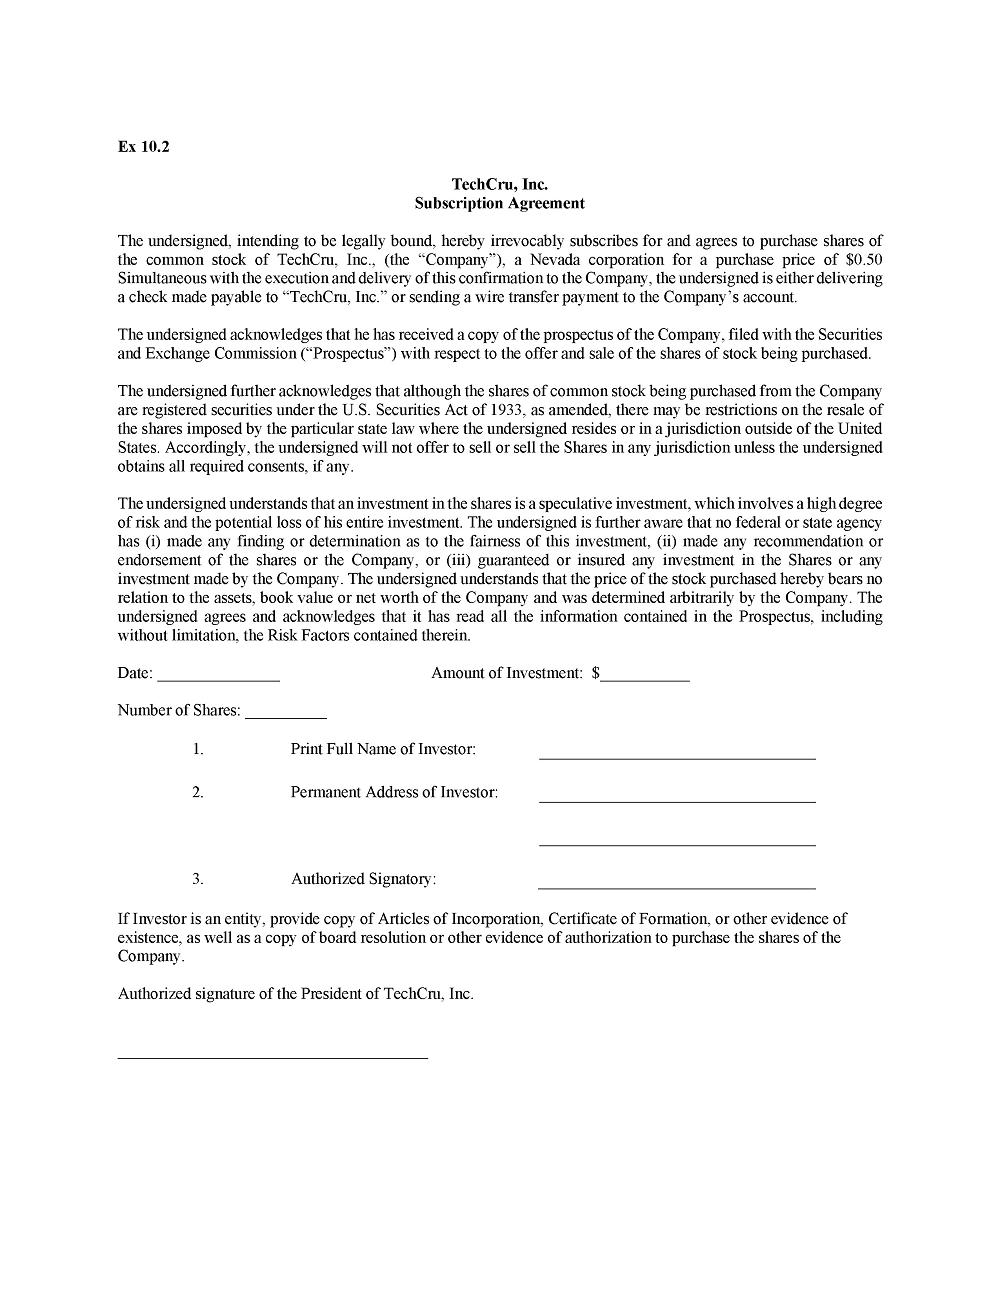 Ex 10.2
TechCru, Inc.
Subscription Agreement
The undersigned, intending to be legally bound, hereby irrevocably subscribes for and agrees to purchase shares of
the common stock of TechCru, Inc., (the “Company”), a Nevada corporation for a purchase price of $0.50
Simultaneous with the execution and delivery of this confirmation to the Company, the undersigned is either delivering
a check made payable to “TechCru, Inc.” or sending a wire transfer payment to the Company’s account.
The undersigned acknowledges that he has received a copy of the prospectus of the Company, filed with the Securities
and Exchange Commission (“Prospectus”) with respect to the offer and sale of the shares of stock being purchased.
The undersigned further acknowledges that although the shares of common stock being purchased from the Company
are registered securities under the U.S. Securities Act of 1933, as amended, there may be restrictions on the resale of
the shares imposed by the particular state law where the undersigned resides or in a jurisdiction outside of the United
States. Accordingly, the undersigned will not offer to sell or sell the Shares in any jurisdiction unless the undersigned
obtains all required consents, if any.
The undersigned understands that an investment in the shares is a speculative investment, which involves a high degree
of risk and the potential loss of his entire investment. The undersigned is further aware that no federal or state agency
has (i) made any finding or determination as to the fairness of this investment, (ii) made any recommendation or
endorsement of the shares or the Company, or (iii) guaranteed or insured any investment in the Shares or any
investment made by the Company. The undersigned understands that the price of the stock purchased hereby bears no
relation to the assets, book value or net worth of the Company and was determined arbitrarily by the Company. The
undersigned agrees and acknowledges that it has read all the information contained in the Prospectus, including
without limitation, the Risk Factors contained therein.
Date: _______________ Amount of Investment: $___________
Number of Shares: __________
1. Print Full Name of Investor:
2. Permanent Address of Investor:
3. Authorized Signatory:
If Investor is an entity, provide copy of Articles of Incorporation, Certificate of Formation, or other evidence of
existence, as well as a copy of board resolution or other evidence of authorization to purchase the shares of the
Company.
Authorized signature of the President of TechCru, Inc.